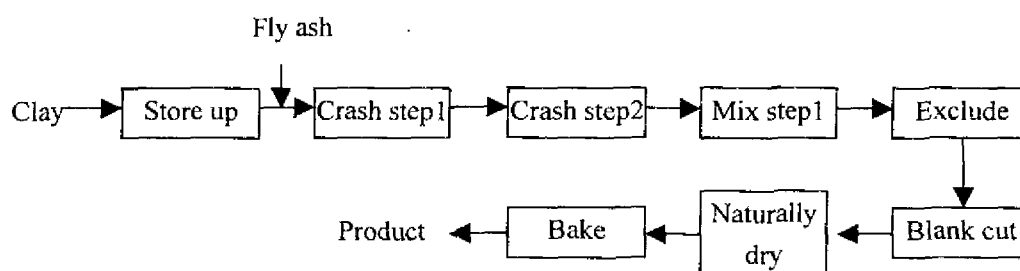 Fly ash
Clay
Store up
Crash step1
Crash step2
Mix step1
Exclude
Blank cut
Naturally
dry
Bake
Product